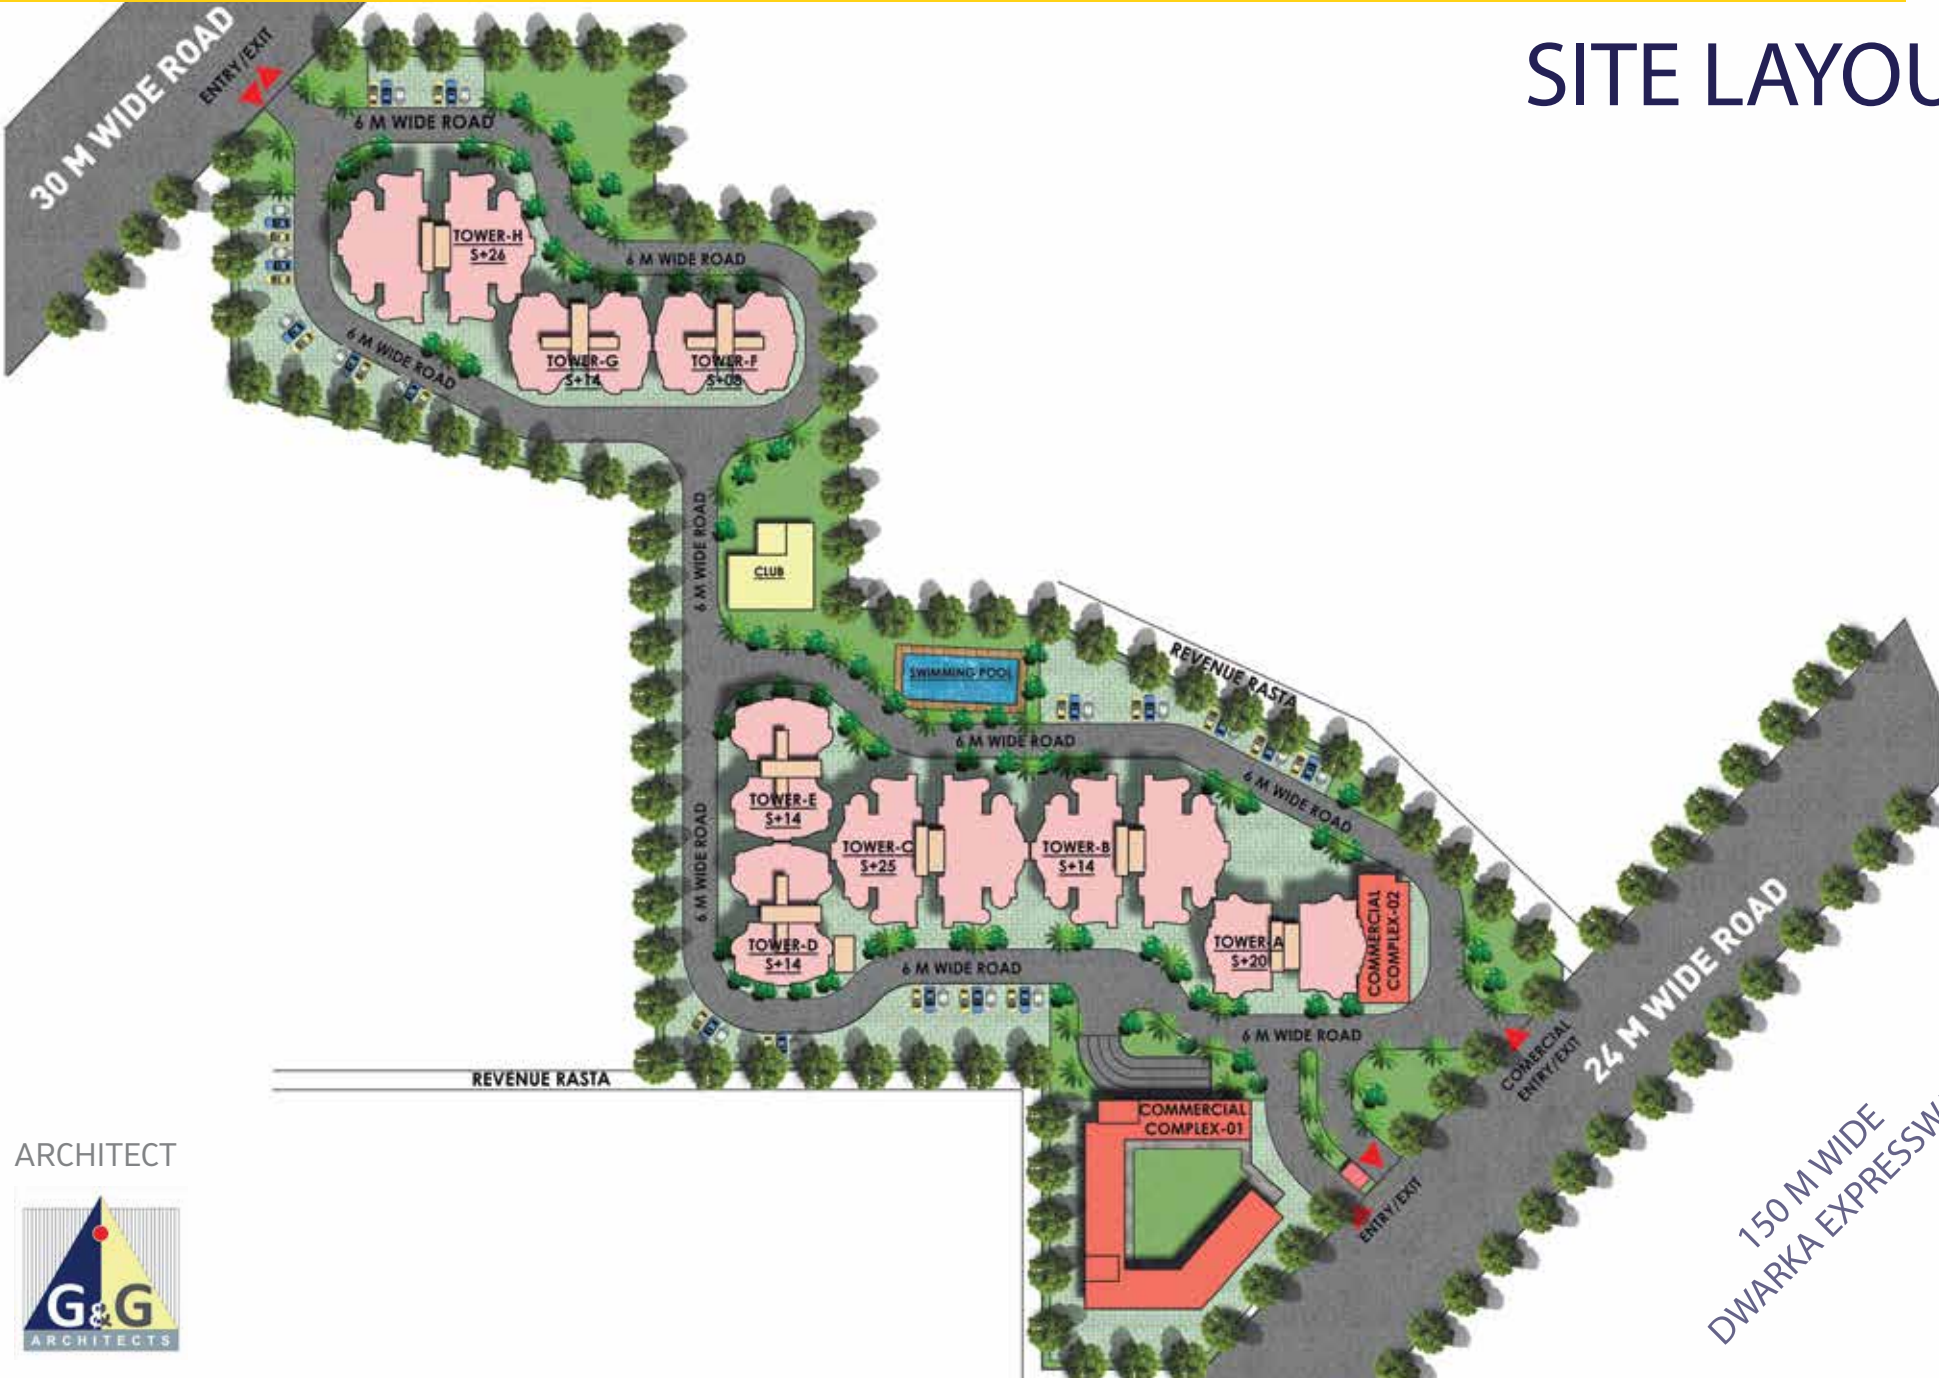 SITE LAYOU
30 M WIDE ROAD
ENTRY/EXIT
6 M WIDE ROAD
TOWER-H
S+26
6 M WIDE ROAD
6 M WIDE ROAD
TOWER-G
S+14
TOWER-F
S+08
6 M WIDE ROAD
CLUB
SWIMMING POOL
REVENUE RASTA
6 M WIDE ROAD
6 M WIDE ROAD
TOWER-E
S+14
6 M WIDE ROAD
TOWER-C
S+25
TOWER-B
S+14
TOWER-D
S+14
TOWER-A
S+20
COMMERCIAL
COMPLEX-02
6 M WIDE ROAD
6 M WIDE ROAD
COMERCIAL
ENTRY/EXIT
24 M WIDE ROAD
REVENUE RASTA
COMMERCIAL
COMPLEX-01
ENTRY/EXIT
150 M WIDE
DWARKA EXPRESSW
ARCHITECT
G&G
ARCHITECTS